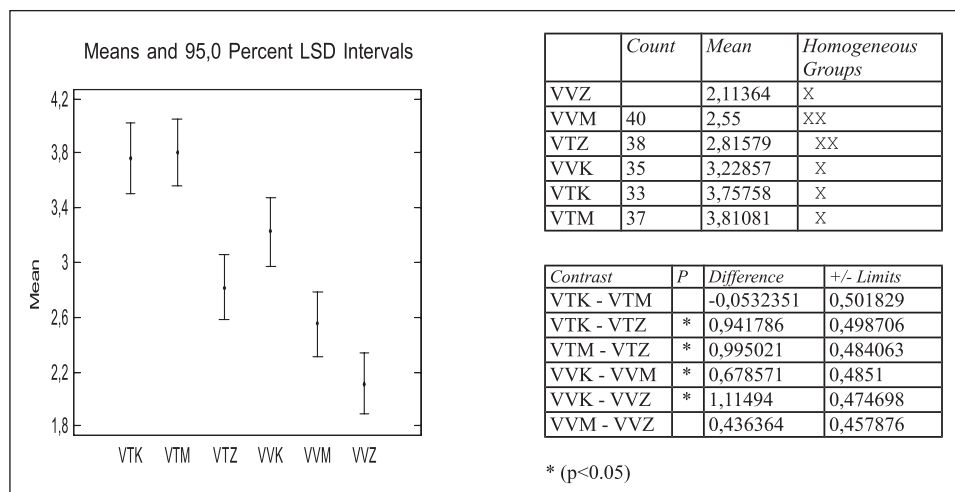 Means and 95,0 Percent LSD Intervals
Mean
4,2
3,8
3,4
3
2,6
2,2
1,8
VTK VTM VTZ VVK VVM VVZ
Count Mean Homogeneous
Groups
VVZ 2,11364 X
VVM 40 2,55 XX
VTZ 38 2,81579 XX
VVK 35 3,22857 X
VTK 33 3,75758 X
VTM 37 3,81081 X
Contrast P Difference +/- Limits
VTK - VTM -0,0532351 0,501829
VTK - VTZ * 0,941786 0,498706
VTM - VTZ * 0,995021 0,484063
VVK - VVM * 0,678571 0,4851
VVK - VVZ * 1,11494 0,474698
VVM - VVZ 0,436364 0,457876
* (p<0.05)